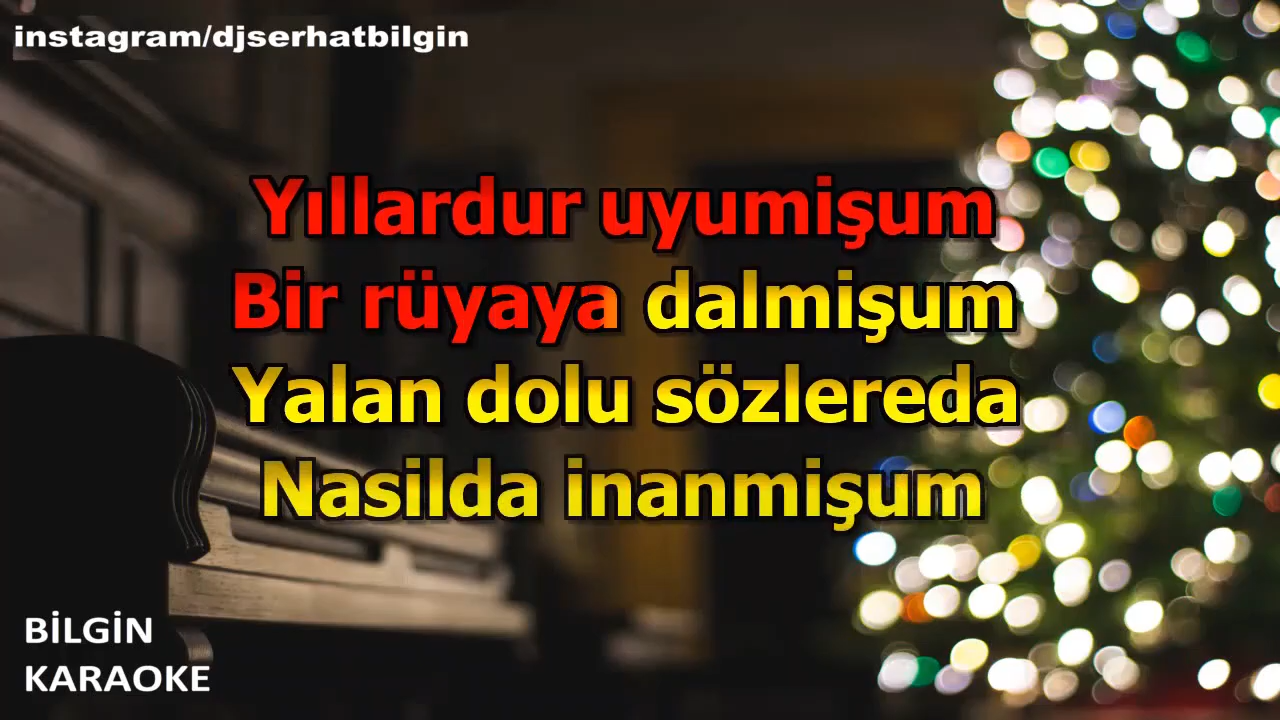 instagram/djserhatbilgin
Yıllardur uyumişum
Bir rüyaya dalmişum
Yalan dolu sözlereda
Nasilda inanmişum
BİLGİN
KARAOKE